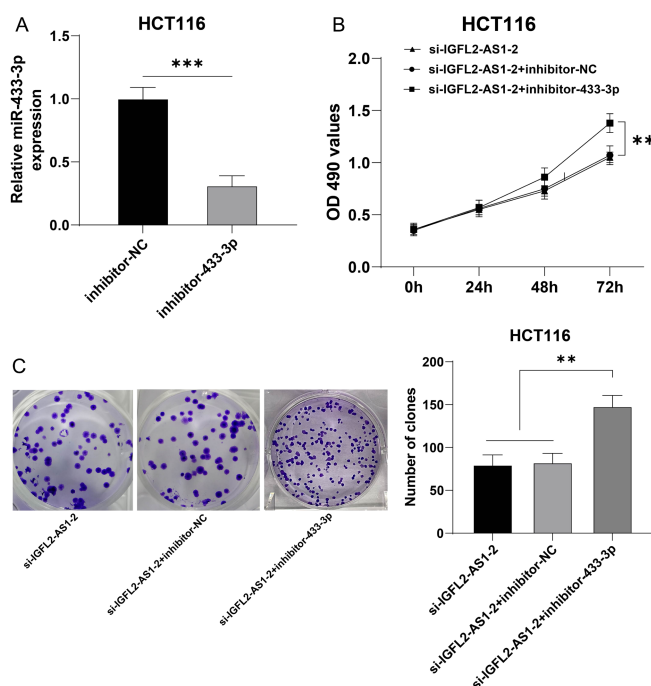 A
HCT116
Relative miR-433-3p
expression
1.5
1.0
0.5
0.0
***
inhibitor-NC
inhibitor-433-3p
B
HCT116
si-IGFL2-AS1-2
si-IGFL2-AS1-2+inhibitor-NC
si-IGFL2-AS1-2+inhibitor-433-3p
OD 490 values
2.0
1.5
1.0
0.5
0.0
**
0h
24h
48h
72h
C
si-IGFL2-AS1-2
si-IGFL2-AS1-2+inhibitor-NC
si-IGFL2-AS1-2+inhibitor-433-3p
HCT116
Number of clones
200
150
100
50
0
**
si-IGFL2-AS1-2
si-IGFL2-AS1-2+inhibitor-NC
si-IGFL2-AS1-2+inhibitor-433-3p